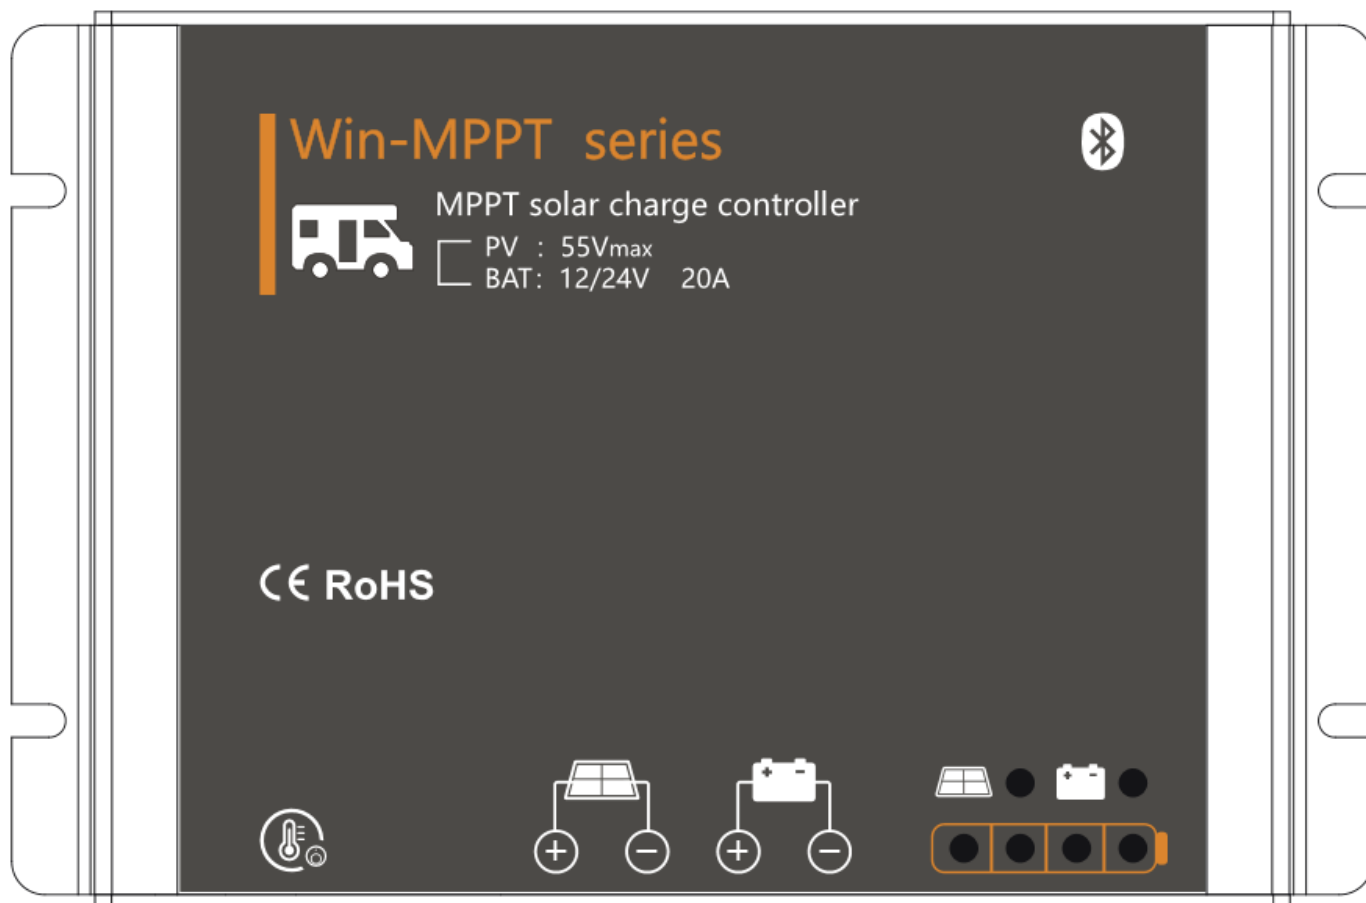 Win-MPPT series
MPPT solar charge controller
PV : 55Vmax
BAT: 12/24V 20A
CE RoHS
+ - + -
+ - + -